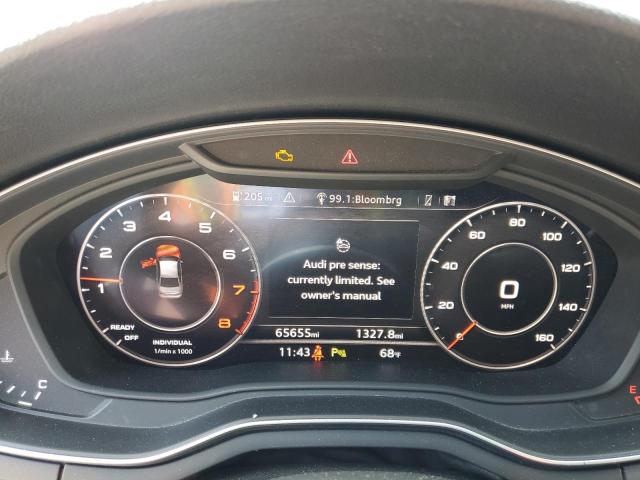 205 mi 99.1:Bloombrg
1 2 3 4 5 6 7 8
READY
OFF
INDIVIDUAL
1/min x 1000
Audi pre sense:
currently limited. See
owner's manual
0 20 40 60 80 100 120 140 160
0
MPH
65655mi 1327.8mi
11:43 68°F
C
E